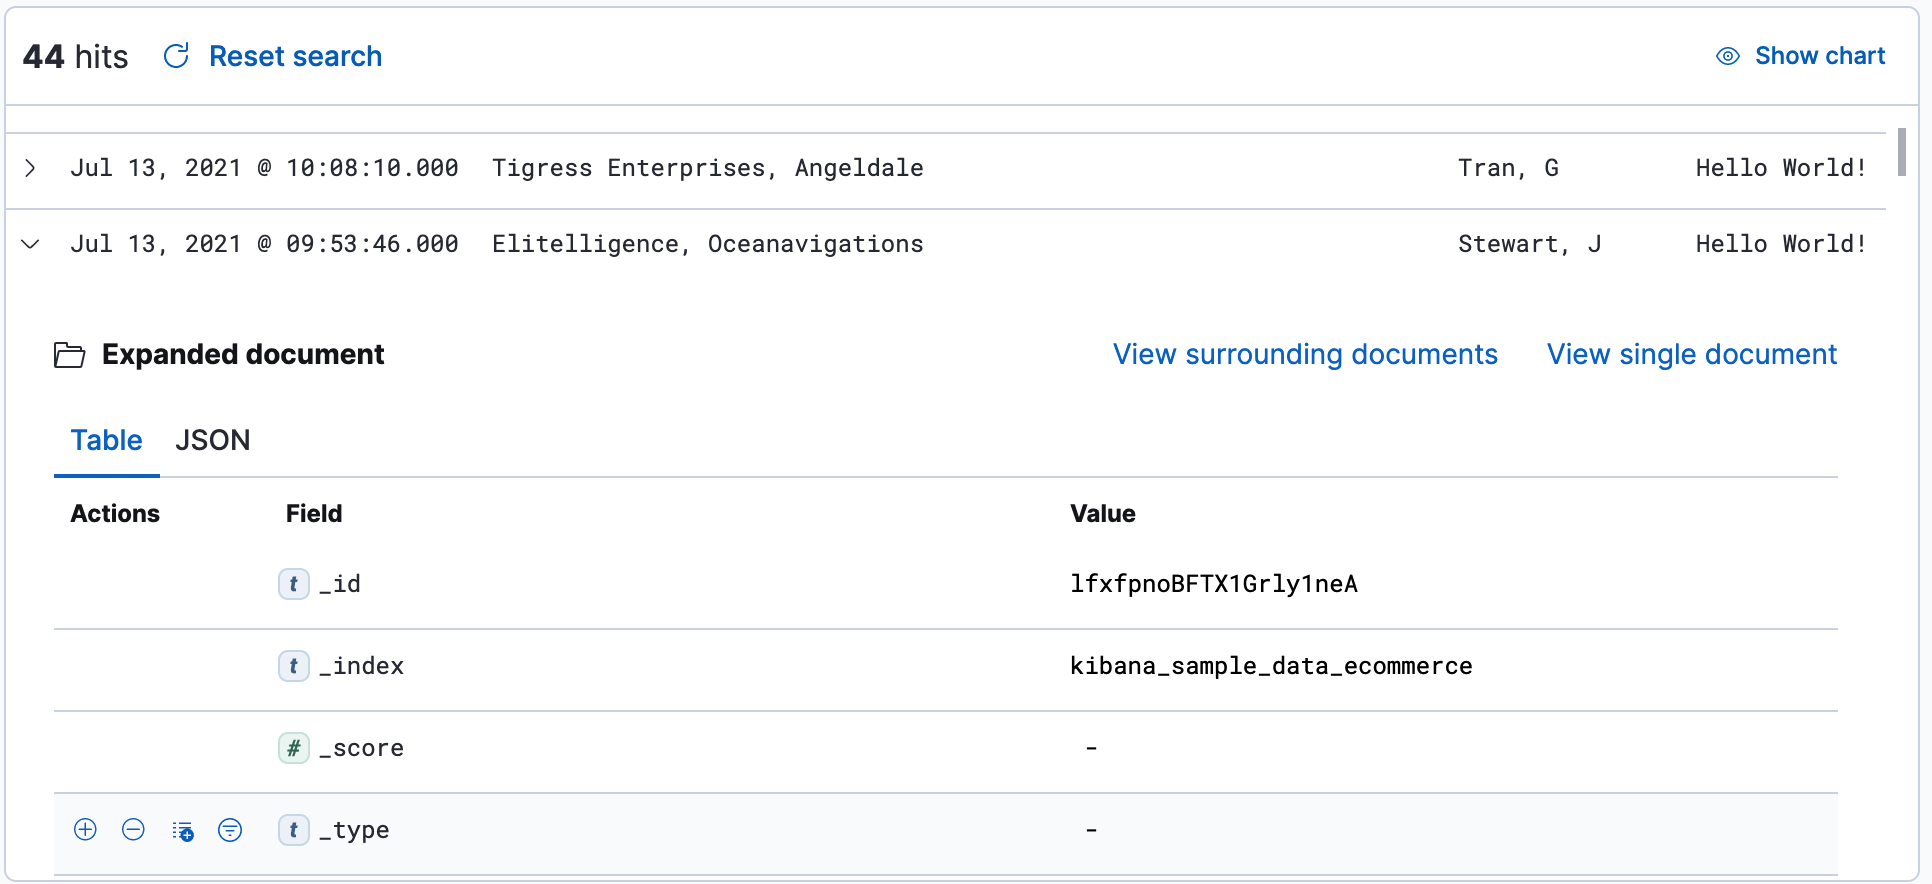 44 hits Reset search Show chart
Jul 13, 2021 @ 10:08:10.000 Tigress Enterprises, Angeldale Tran, G Hello World!
Jul 13, 2021 @ 09:53:46.000 Elitelligence, Oceanavigations Stewart, J Hello World!
Expanded document View surrounding documents View single document
Table JSON
Actions Field Value
t _id lfxfpnoBFTX1Grly1neA
t _index kibana_sample_data_ecommerce
# _score -
t _type -